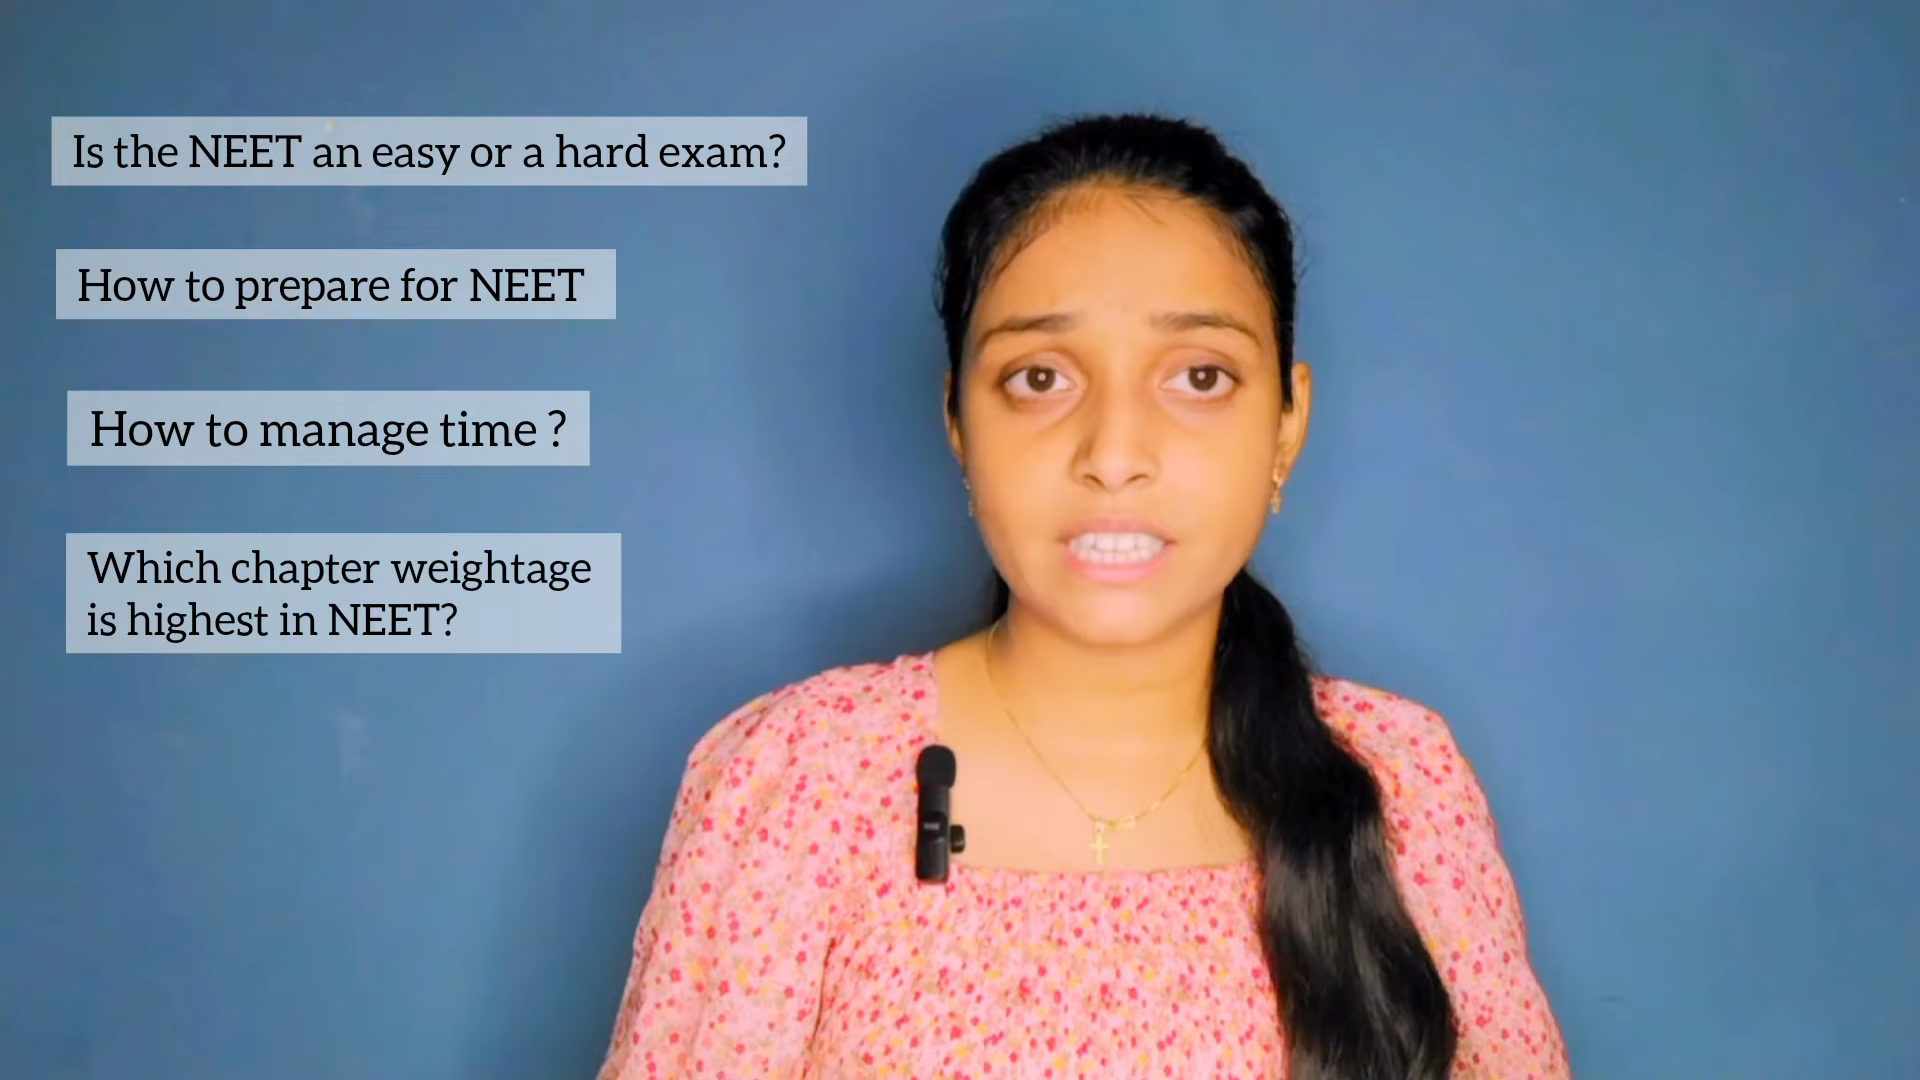 Is the NEET an easy or a hard exam?
How to prepare for NEET
How to manage time ?
Which chapter weightage
is highest in NEET?